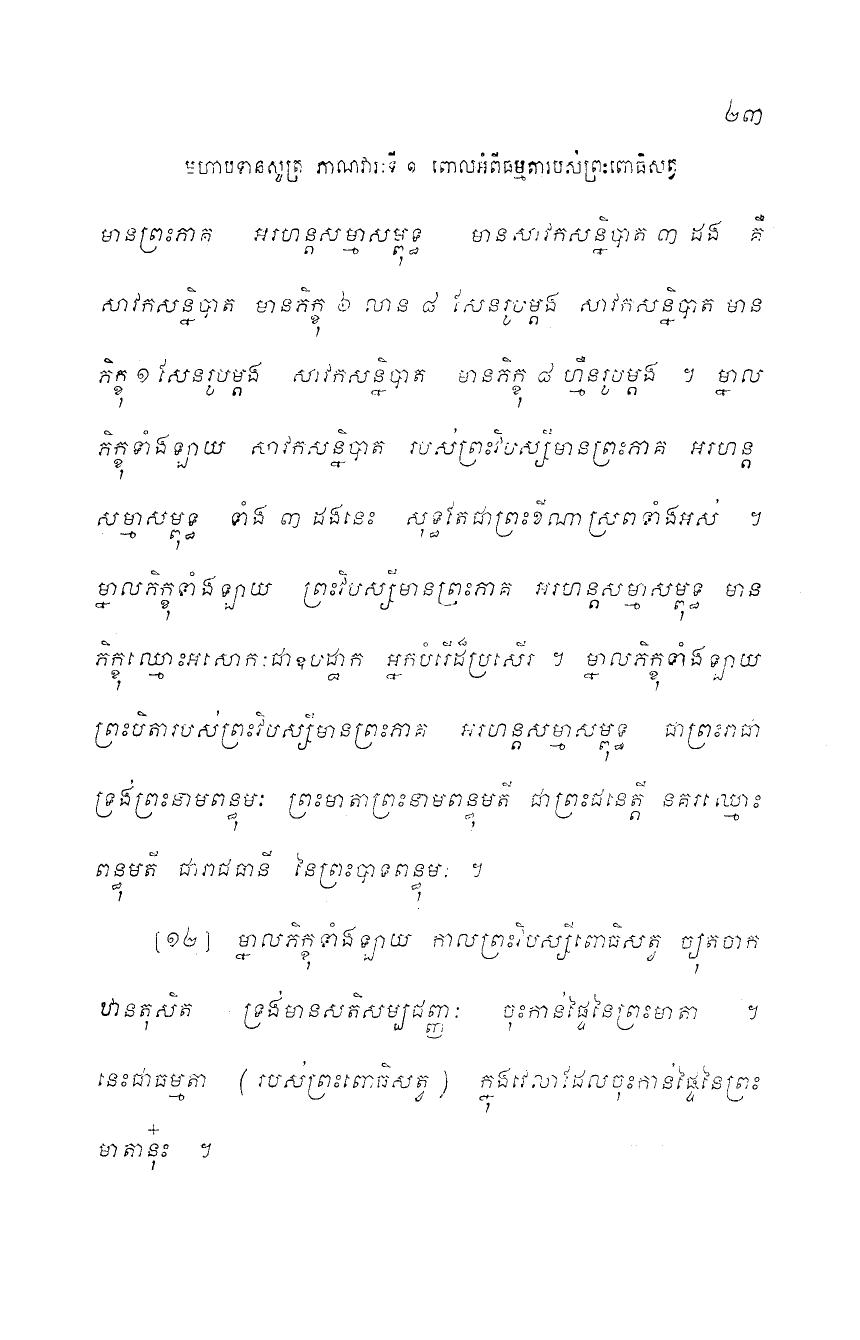 ២៣
មហាបទានសូត្រ ភាណវារៈទី ១ ពោលអំពីធម្មតារបស់ព្រះពោធិសត្វ
មានព្រះភាគ អរហន្តសម្មាសម្ពុទ្ធ មានសាវកសន្និបាត ៣ ដង គឺ
សាវកសន្និបាត មានភិក្ខុ ៦ លាន ៨ សែនរូបម្តង សាវកសន្និបាត មាន
ភិក្ខុ ១ សែនរូបម្តង សាវកសន្និបាត មានភិក្ខុ ៨ ហ្មឺនរូបម្តង ។ ម្នាល
ភិក្ខុទាំងឡាយ សាវកសន្និបាត របស់ព្រះវិបស្សីមានព្រះភាគ អរហន្ត
សម្មាសម្ពុទ្ធ ទាំង ៣ ដងនេះ សុទ្ធតែជាព្រះខីណាស្រពទាំងអស់ ។
ម្នាលភិក្ខុទាំងឡាយ ព្រះវិបស្សីមានព្រះភាគ អរហន្តសម្មាសម្ពុទ្ធ មាន
ភិក្ខុឈ្មោះអសោកៈជាឧបដ្ឋាក អ្នកបំរើដ៏ប្រសើរ ។ ម្នាលភិក្ខុទាំងឡាយ
ព្រះបិតារបស់ព្រះវិបស្សីមានព្រះភាគ អរហន្តសម្មាសម្ពុទ្ធ ជាព្រះរាជា
ទ្រង់ព្រះនាមពន្ធុមៈ ព្រះមាតាព្រះនាមពន្ធុមតី ជាព្រះជនេត្តី នគរឈ្មោះ
ពន្ធុមតី ជារាជធានី នៃព្រះបាទពន្ធុមៈ ។
[១២] ម្នាលភិក្ខុទាំងឡាយ កាលព្រះវិបស្សីពោធិសត្វ ច្យុតចាក
ឋានតុសិត ទ្រង់មានសតិសម្បជញ្ញៈ ចុះកាន់ផ្ទៃនៃព្រះមាតា ។
នេះជាធម្មតា (របស់ព្រះពោធិសត្វ) ក្នុងវេលាដែលចុះកាន់ផ្ទៃនៃព្រះ
មាតានុ៎ះ ។